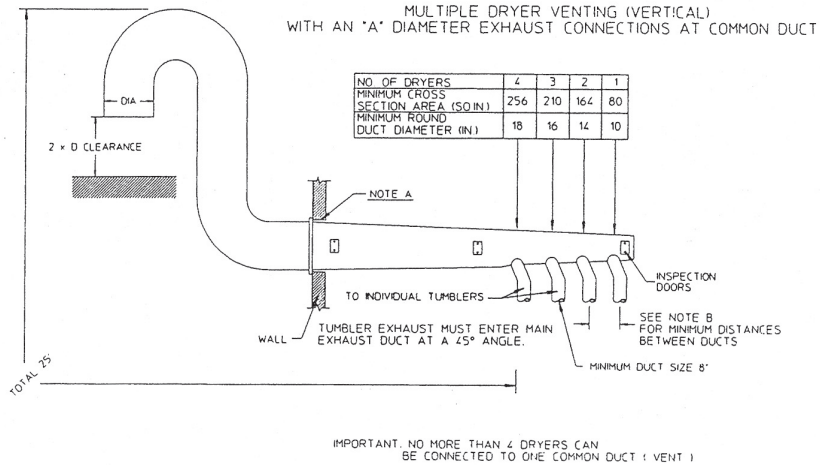 MULTIPLE DRYER VENTING (VERTICAL)
WITH AN "A" DIAMETER EXHAUST CONNECTIONS AT COMMON DUCT
NO OF DRYERS 4 3 2 1
MINIMUM CROSS
SECTION AREA (SQ IN) 256 210 164 80
MINIMUM ROUND
DUCT DIAMETER (IN) 18 16 14 10
DIA
2 x D CLEARANCE
NOTE A
INSPECTION
DOORS
TO INDIVIDUAL TUMBLERS
SEE NOTE B
FOR MINIMUM DISTANCES
BETWEEN DUCTS
WALL
TUMBLER EXHAUST MUST ENTER MAIN
EXHAUST DUCT AT A 45° ANGLE.
MINIMUM DUCT SIZE 8"
TOTAL 25'
IMPORTANT. NO MORE THAN 4 DRYERS CAN
BE CONNECTED TO ONE COMMON DUCT ( VENT )